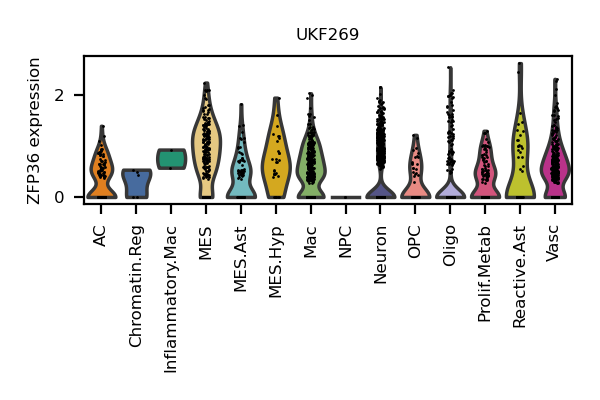 UKF269
ZFP36 expression
2
0
AC
Chromatin.Reg
Inflammatory.Mac
MES
MES.Ast
MES.Hyp
Mac
NPC
Neuron
OPC
Oligo
Prolif.Metab
Reactive.Ast
Vasc